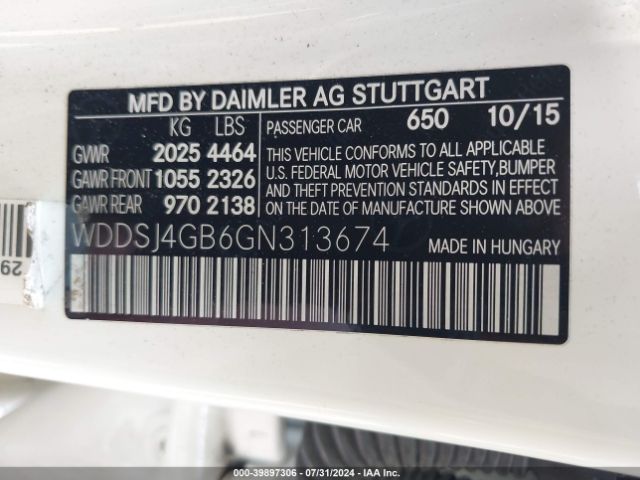 MFD BY DAIMLER AG STUTTGART
KG LBS
GVWR 2025 4464
GAWR FRONT 1055 2326
GAWR REAR 970 2138
PASSENGER CAR 650 10/15
THIS VEHICLE CONFORMS TO ALL APPLICABLE
U.S. FEDERAL MOTOR VEHICLE SAFETY, BUMPER
AND THEFT PREVENTION STANDARDS IN EFFECT
ON THE DATE OF MANUFACTURE SHOWN ABOVE
WDDSJ4GB6GN313674
MADE IN HUNGARY
29
000-39897306 - 07/31/2024 - IAA Inc.